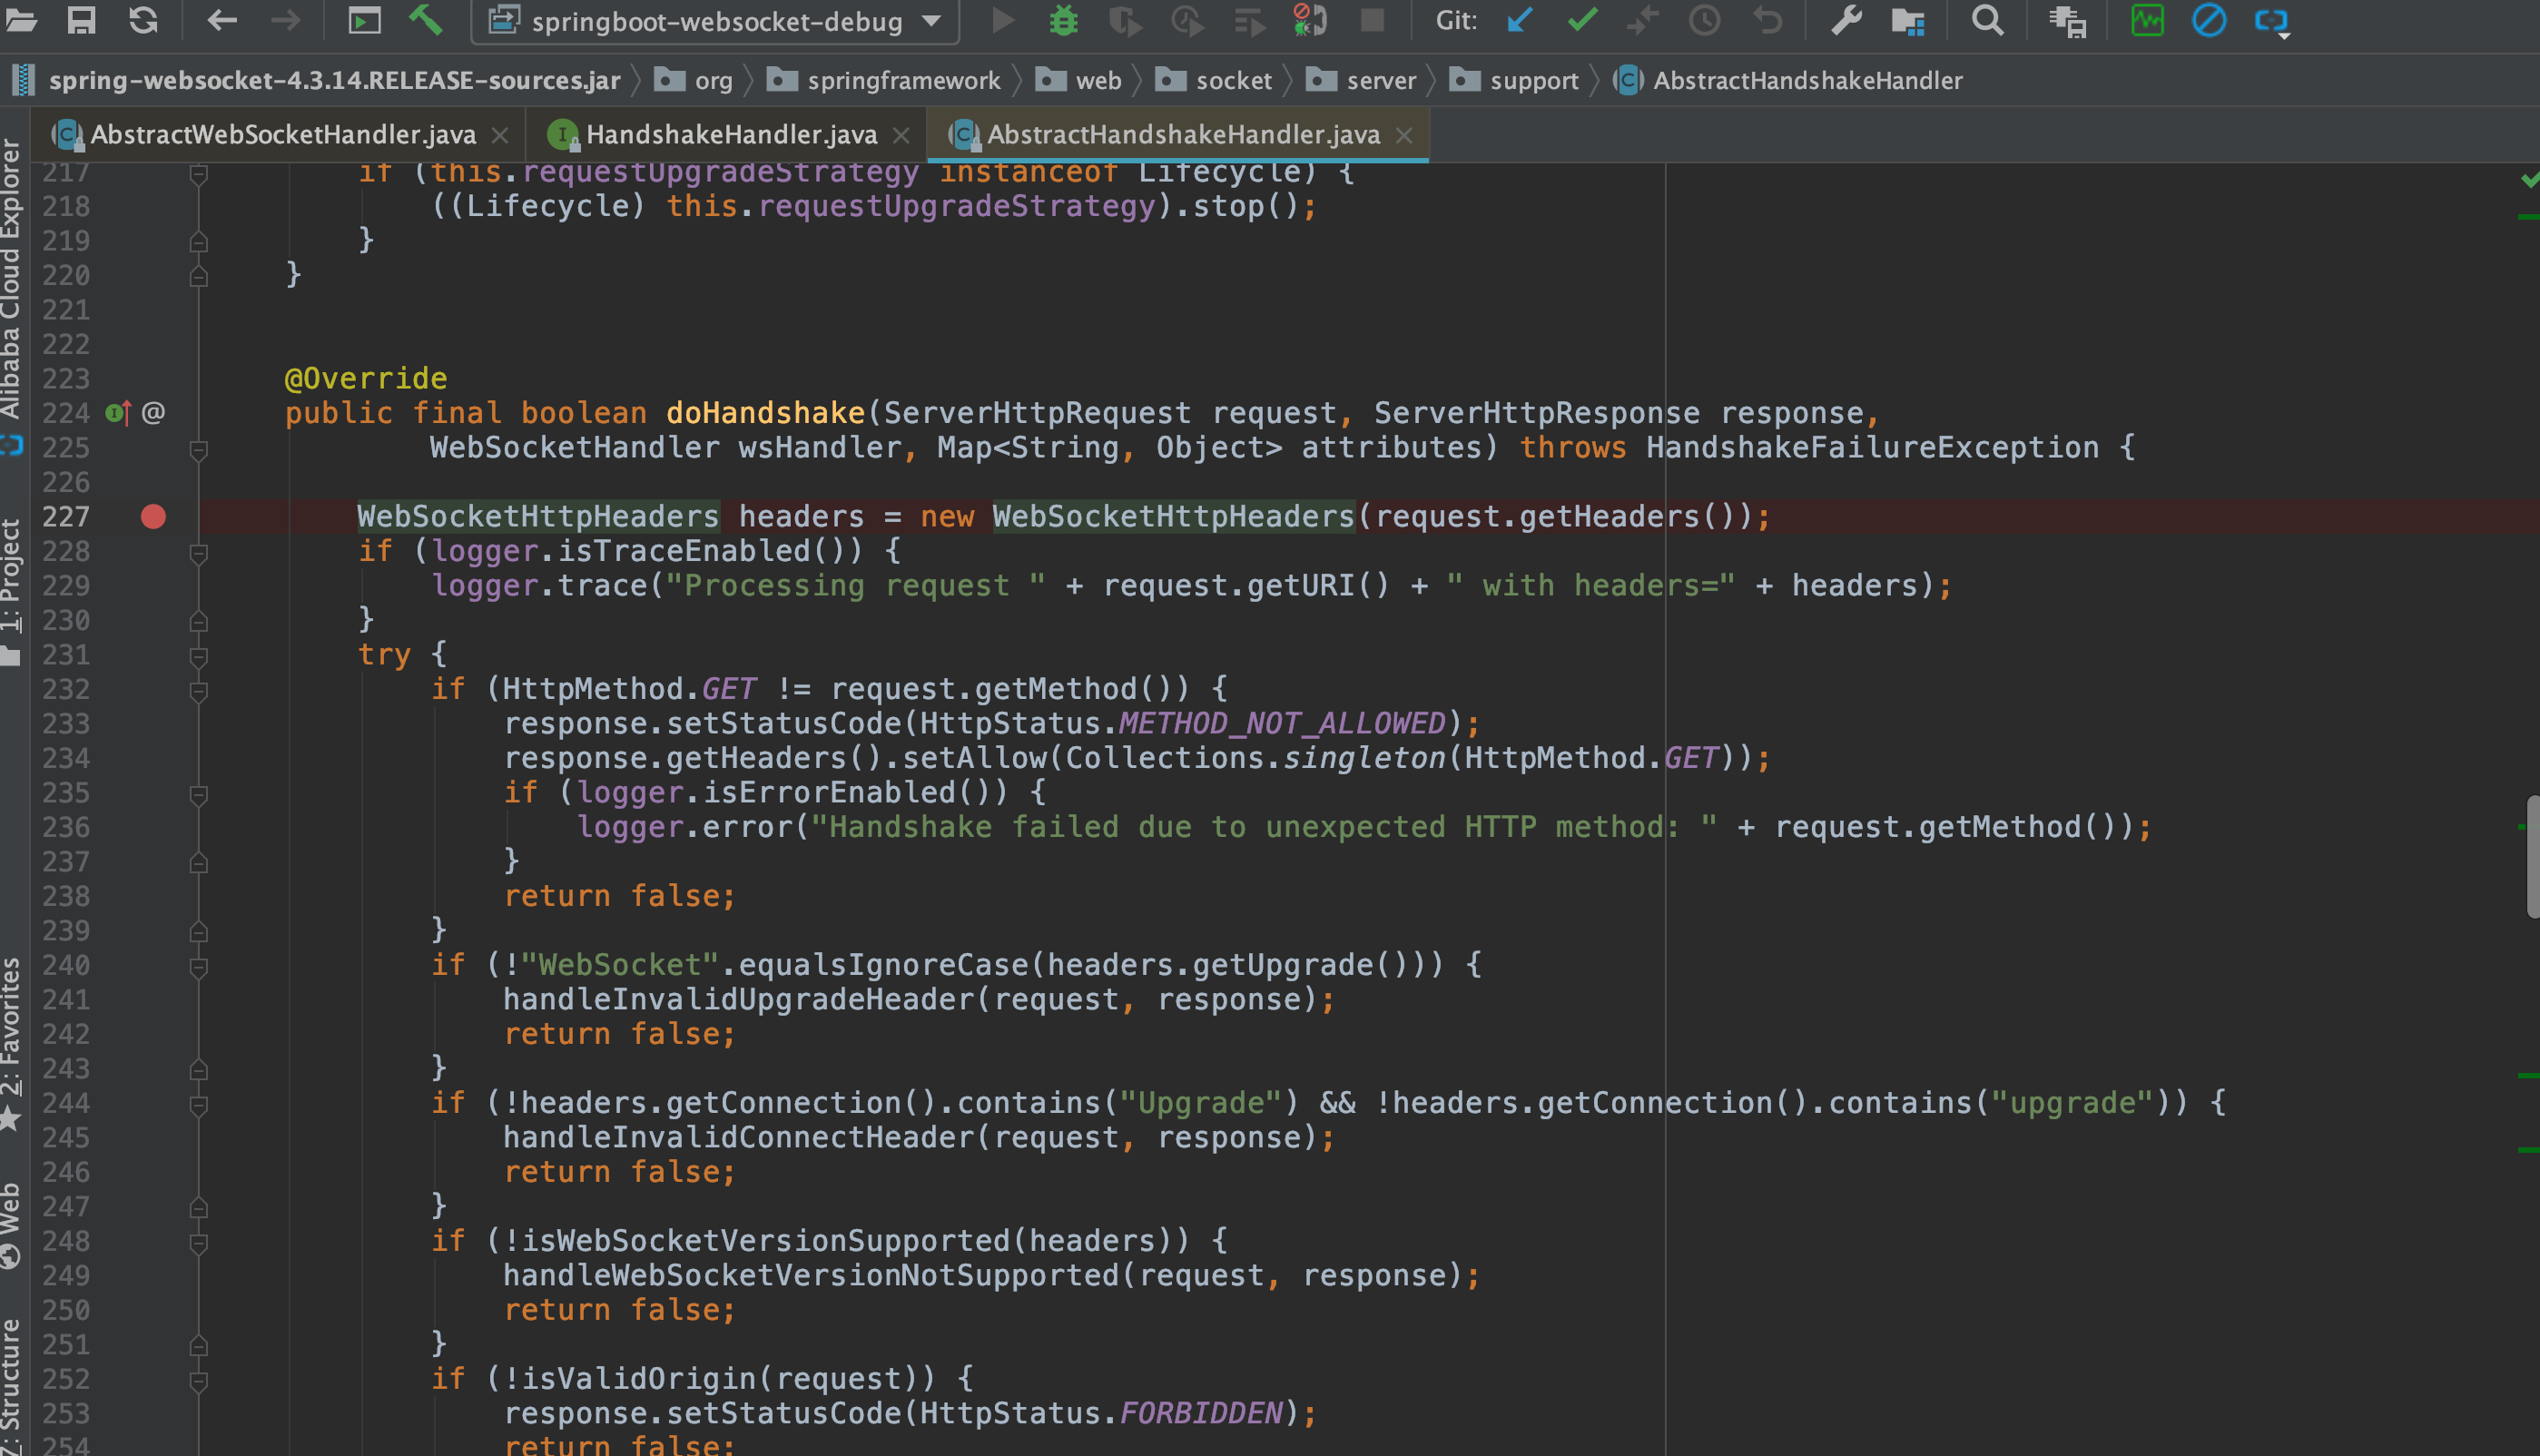 springboot-websocket-debug Git:
spring-websocket-4.3.14.RELEASE-sources.jar org springframework web socket server support AbstractHandshakeHandler
AbstractWebSocketHandler.java HandshakeHandler.java AbstractHandshakeHandler.java
Alibaba Cloud Explorer
1: Project
2: Favorites
Web
7: Structure
217 if (this.requestUpgradeStrategy instanceof Lifecycle) {
218 ((Lifecycle) this.requestUpgradeStrategy).stop();
219 }
220 }
221
222
223 @Override
224 @ public final boolean doHandshake(ServerHttpRequest request, ServerHttpResponse response,
225 WebSocketHandler wsHandler, Map<String, Object> attributes) throws HandshakeFailureException {
226
227 WebSocketHttpHeaders headers = new WebSocketHttpHeaders(request.getHeaders());
228 if (logger.isTraceEnabled()) {
229 logger.trace("Processing request " + request.getURI() + " with headers=" + headers);
230 }
231 try {
232 if (HttpMethod.GET != request.getMethod()) {
233 response.setStatusCode(HttpStatus.METHOD_NOT_ALLOWED);
234 response.getHeaders().setAllow(Collections.singleton(HttpMethod.GET));
235 if (logger.isErrorEnabled()) {
236 logger.error("Handshake failed due to unexpected HTTP method: " + request.getMethod());
237 }
238 return false;
239 }
240 if (!"WebSocket".equalsIgnoreCase(headers.getUpgrade())) {
241 handleInvalidUpgradeHeader(request, response);
242 return false;
243 }
244 if (!headers.getConnection().contains("Upgrade") && !headers.getConnection().contains("upgrade")) {
245 handleInvalidConnectHeader(request, response);
246 return false;
247 }
248 if (!isWebSocketVersionSupported(headers)) {
249 handleWebSocketVersionNotSupported(request, response);
250 return false;
251 }
252 if (!isValidOrigin(request)) {
253 response.setStatusCode(HttpStatus.FORBIDDEN);
254 return false;